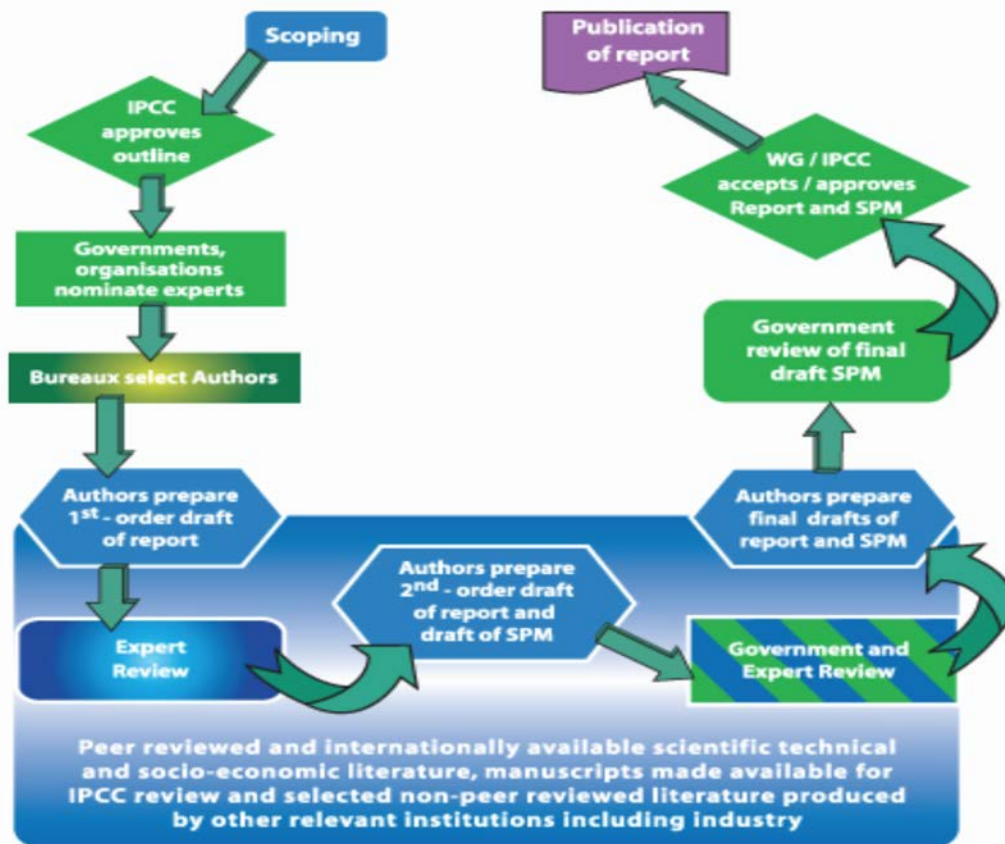 Scoping
IPCC
approves
outline
Governments,
organisations
nominate experts
Bureaux select Authors
Authors prepare
1st - order draft
of report
Expert
Review
Authors prepare
2nd - order draft
of report and
draft of SPM
Government and
Expert Review
Authors prepare
final drafts of
report and SPM
Government
review of final
draft SPM
WG / IPCC
accepts / approves
Report and SPM
Publication
of report
Peer reviewed and internationally available scientific technical
and socio-economic literature, manuscripts made available for
IPCC review and selected non-peer reviewed literature produced
by other relevant institutions including industry